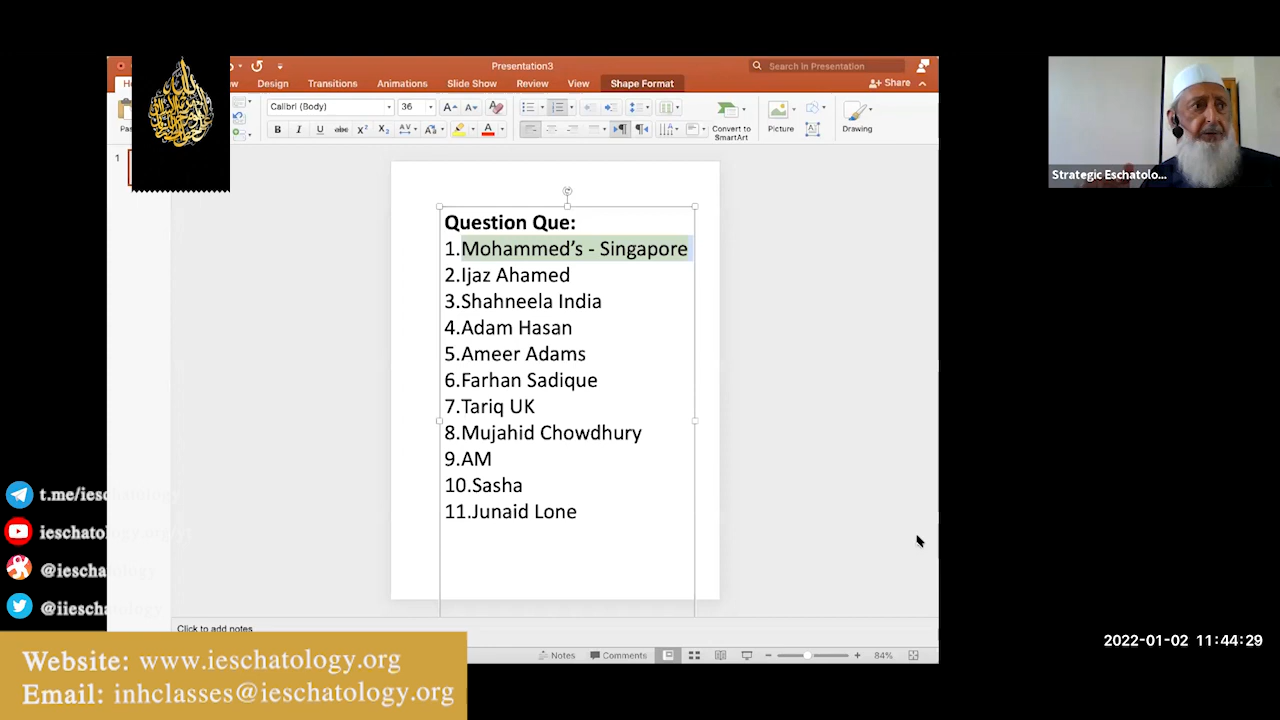 Presentation3
Search in Presentation
Design
Transitions
Animations
Slide Show
Review
View
Shape Format
Share
Calibri (Body)
36
Convert to
SmartArt
Picture
Drawing
1
Question Que:
1.Mohammed's - Singapore
2.Ijaz Ahamed
3.Shahneela India
4.Adam Hasan
5.Ameer Adams
6.Farhan Sadique
7.Tariq UK
8.Mujahid Chowdhury
9.AM
10.Sasha
11.Junaid Lone
Click to add notes
Notes
Comments
84%
Strategic Eschatolo...
t.me/ieschatology
ieschatology.org/yt
@ieschatology
@iieschatology
Website: www.ieschatology.org
Email: inhclasses@ieschatology.org
2022-01-02 11:44:29